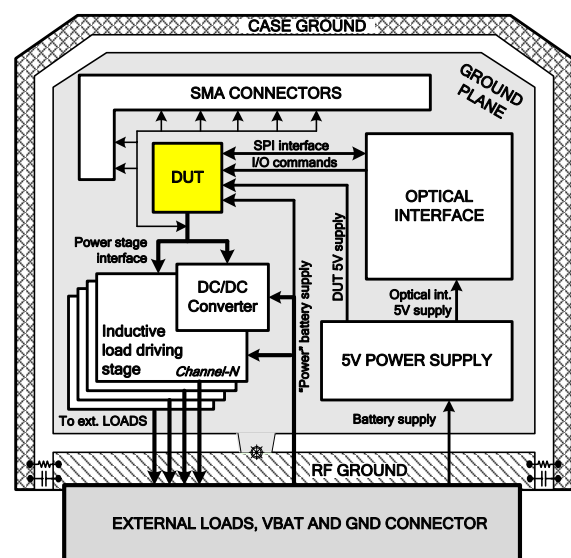 CASE GROUND
GROUND
PLANE
SMA CONNECTORS
SPI interface
I/O commands
DUT
OPTICAL
INTERFACE
Power stage
interface
DC/DC
Converter
"Power" battery supply
DUT 5V supply
Optical int.
5V supply
Inductive
load driving
stage
Channel-N
5V POWER SUPPLY
To ext. LOADS
Battery supply
RF GROUND
EXTERNAL LOADS, VBAT AND GND CONNECTOR